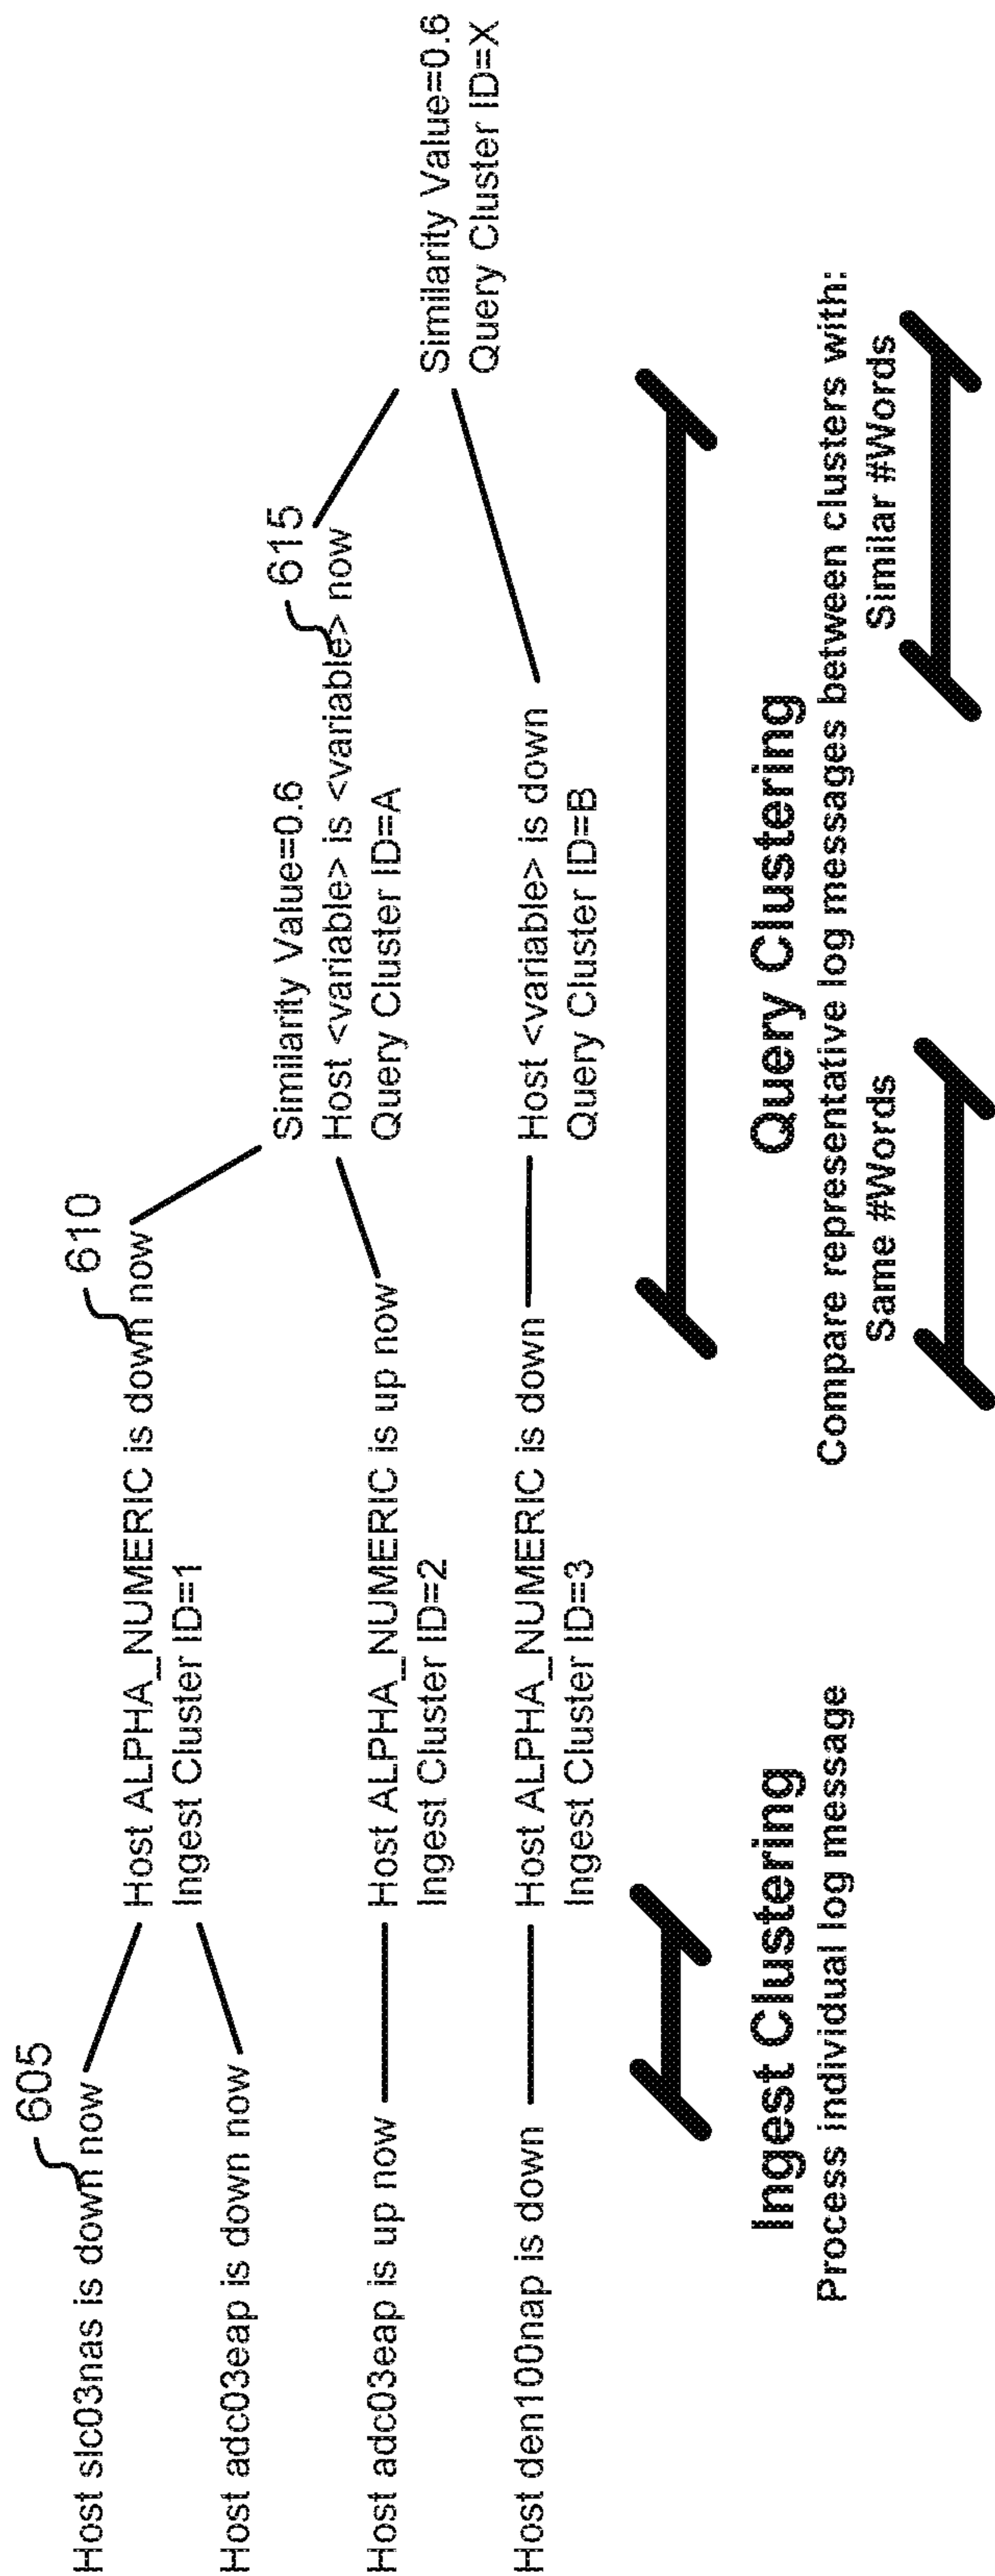 605
Host slc03nas is down now
Host adc03eap is down now
Host adc03eap is up now
Host den100nap is down
610
Host ALPHA_NUMERIC is down now
Ingest Cluster ID=1
Host ALPHA_NUMERIC is up now
Ingest Cluster ID=2
Host ALPHA_NUMERIC is down
Ingest Cluster ID=3
615
Similarity Value=0.6
Host <variable> is <variable> now
Query Cluster ID=A
Host <variable> is down
Query Cluster ID=B
Similarity Value=0.6
Query Cluster ID=X
Ingest Clustering
Process individual log message
Query Clustering
Compare representative log messages between clusters with:
Same #Words
Similar #Words